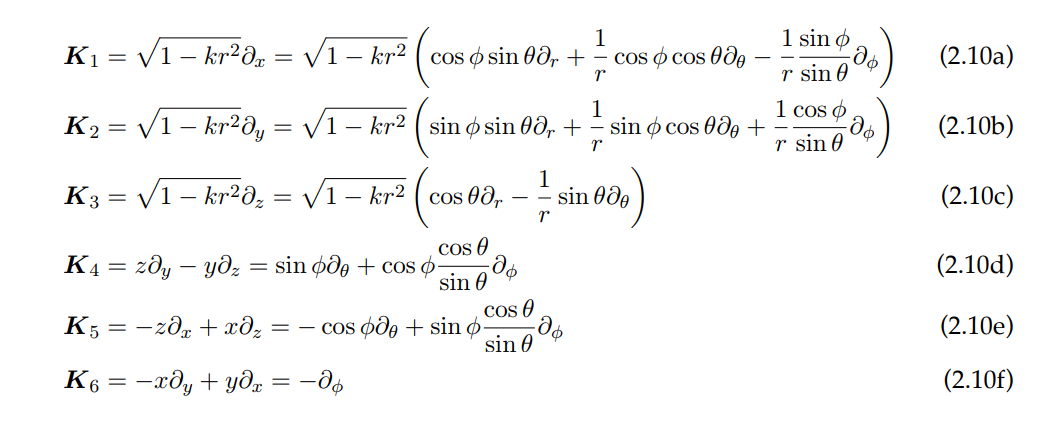 K₁ = √(1 − kr²)∂ₓ = √(1 − kr²) (cos ϕ sin θ∂ᵣ + (1/r) cos ϕ cos θ∂_θ − (1/r)(sin ϕ/sin θ)∂_ϕ) (2.10a)
K₂ = √(1 − kr²)∂_y = √(1 − kr²) (sin ϕ sin θ∂ᵣ + (1/r) sin ϕ cos θ∂_θ + (1/r)(cos ϕ/sin θ)∂_ϕ) (2.10b)
K₃ = √(1 − kr²)∂_z = √(1 − kr²) (cos θ∂ᵣ − (1/r) sin θ∂_θ) (2.10c)
K₄ = z∂_y − y∂_z = sin ϕ∂_θ + cos ϕ(cos θ/sin θ)∂_ϕ (2.10d)
K₅ = −z∂ₓ + x∂_z = − cos ϕ∂_θ + sin ϕ(cos θ/sin θ)∂_ϕ (2.10e)
K₆ = −x∂_y + y∂ₓ = −∂_ϕ (2.10f)